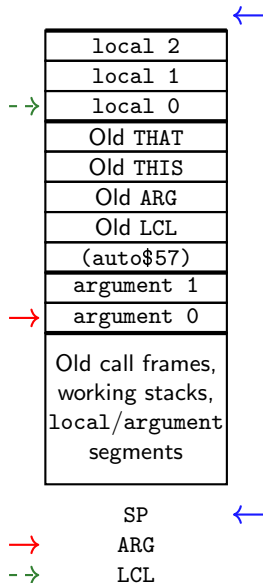 local 2
local 1
local 0
Old THAT
Old THIS
Old ARG
Old LCL
(auto$57)
argument 1
argument 0
Old call frames,
working stacks,
local/argument
segments
SP
ARG
LCL